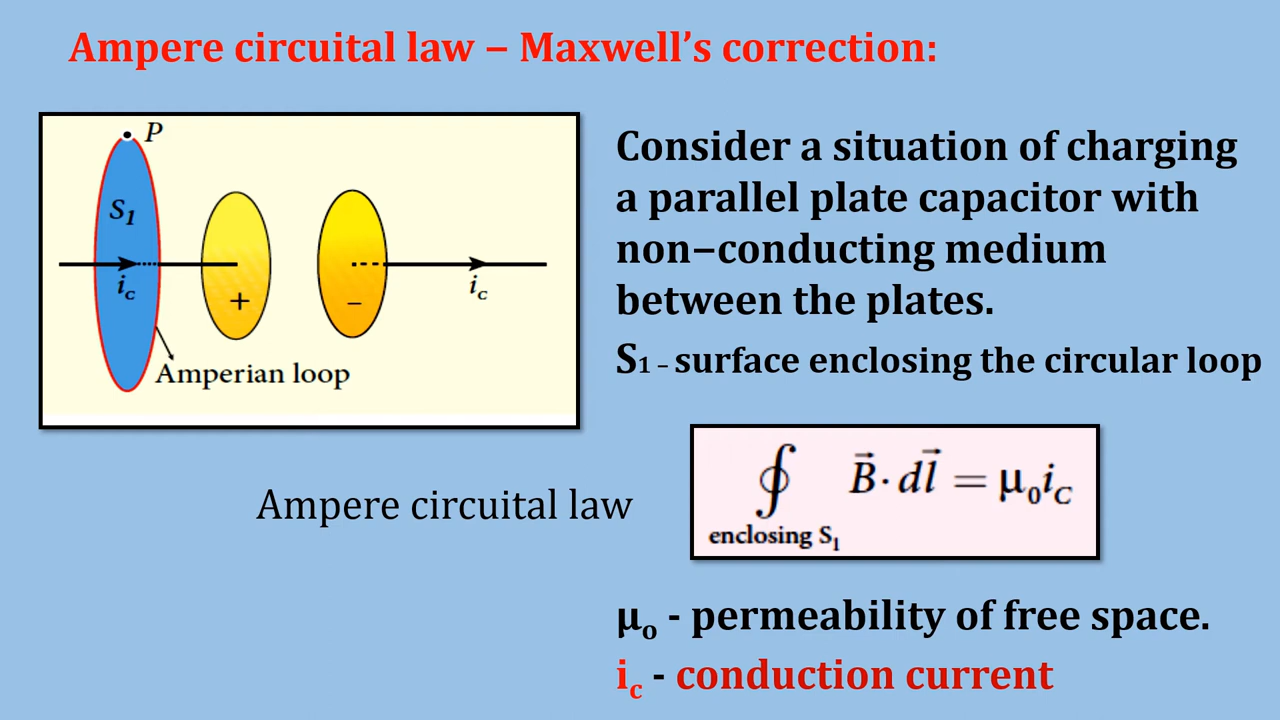 Ampere circuital law – Maxwell’s correction:
P
S1
ic
+
–
ic
Amperian loop
Consider a situation of charging
a parallel plate capacitor with
non–conducting medium
between the plates.
S1 – surface enclosing the circular loop
Ampere circuital law
∮ B⃗ · dl⃗ = μ₀iC
enclosing S1
μo - permeability of free space.
ic - conduction current